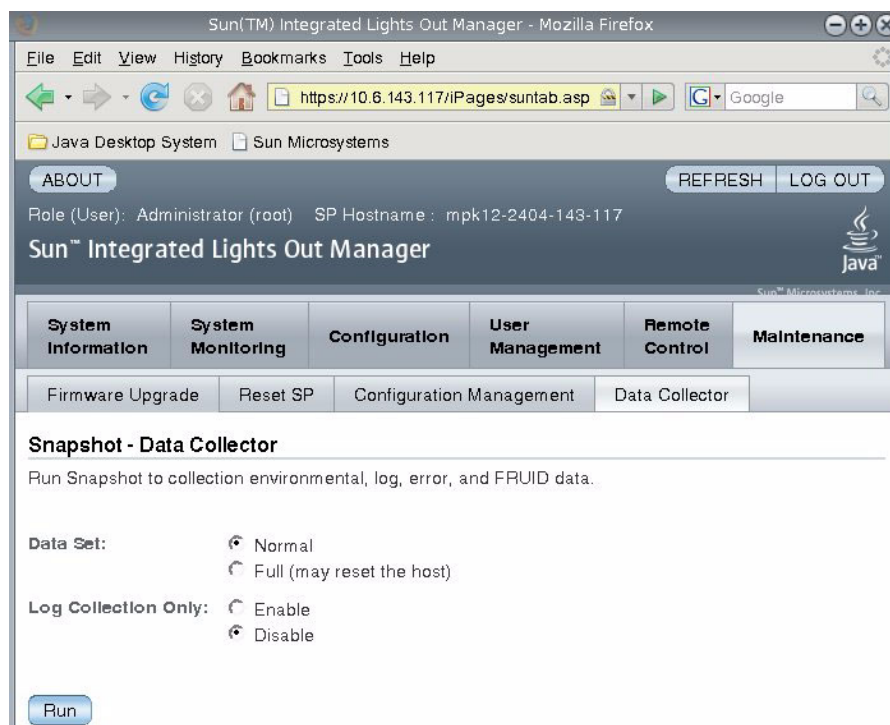 Sun(TM) Integrated Lights Out Manager - Mozilla Firefox
File Edit View History Bookmarks Tools Help
https://10.6.143.117/iPages/suntab.asp G Google
Java Desktop System Sun Microsystems
ABOUT REFRESH LOG OUT
Role (User): Administrator (root) SP Hostname : mpk12-2404-143-117
Sun™ Integrated Lights Out Manager
Java™
Sun™ Microsystems, Inc.
System Information System Monitoring Configuration User Management Remote Control Maintenance
Firmware Upgrade Reset SP Configuration Management Data Collector
Snapshot - Data Collector
Run Snapshot to collection environmental, log, error, and FRUID data.
Data Set: Normal
Full (may reset the host)
Log Collection Only: Enable
Disable
Run